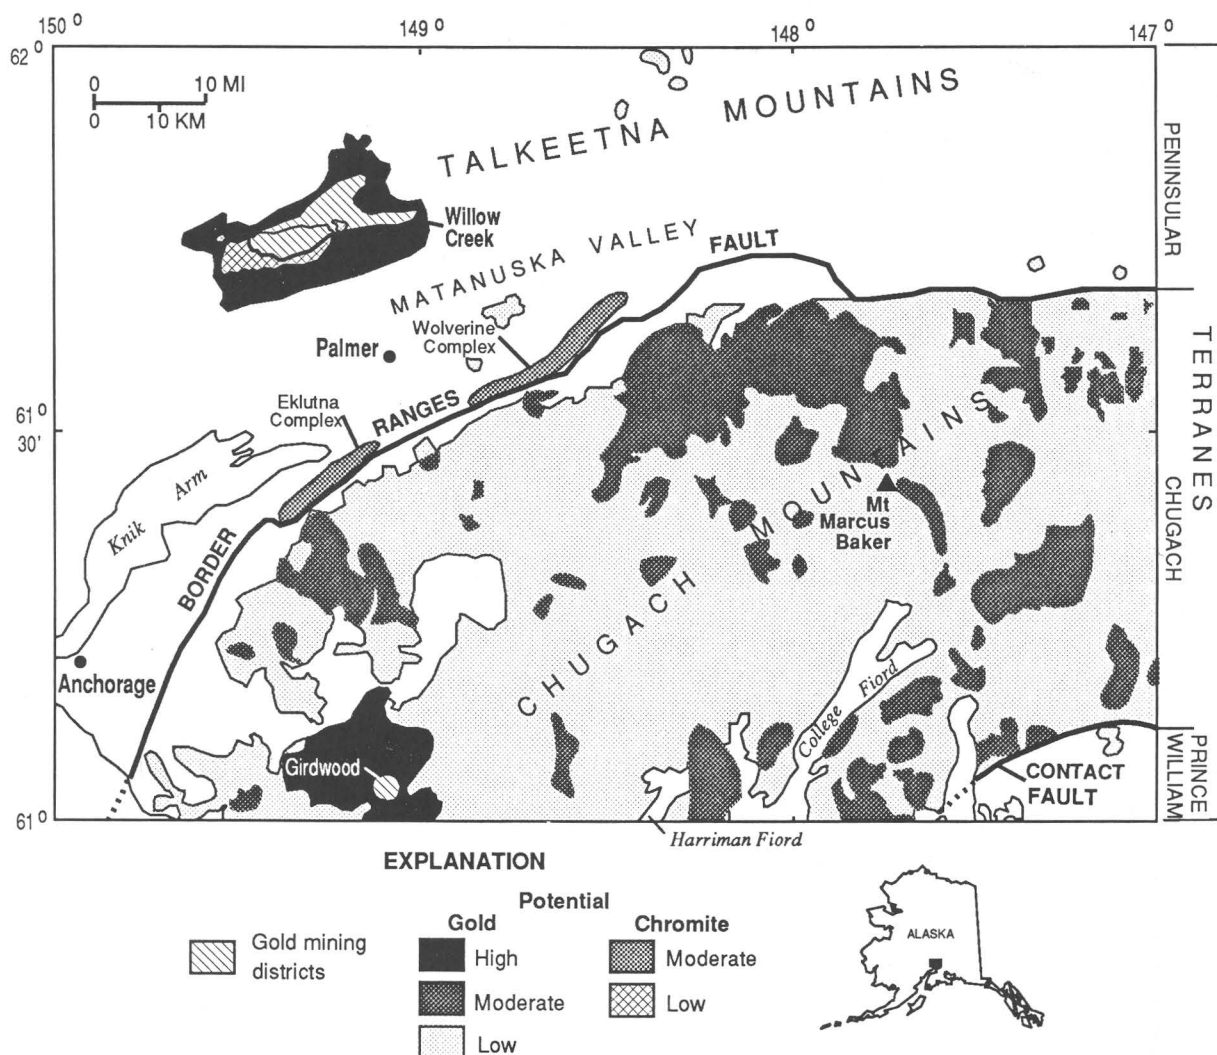 150 º
149 º
148 º
147 º
62 º
0 10 MI
0 10 KM
TALKEETNA MOUNTAINS
PENINSULAR
Willow
Creek
MATANUSKA VALLEY
FAULT
Wolverine
Complex
Palmer
TERRANES
61 º
30'
Eklutna
Complex
RANGES
Knik Arm
Mt
Marcus
Baker
CHUGACH MOUNTAINS
CHUGACH
BORDER
Anchorage
College Fiord
Girdwood
CONTACT
FAULT
PRINCE
WILLIAM
61 º
Harriman Fiord
EXPLANATION
Potential
Gold Chromite
Gold mining
districts
High
Moderate
Moderate
Low
Low
ALASKA